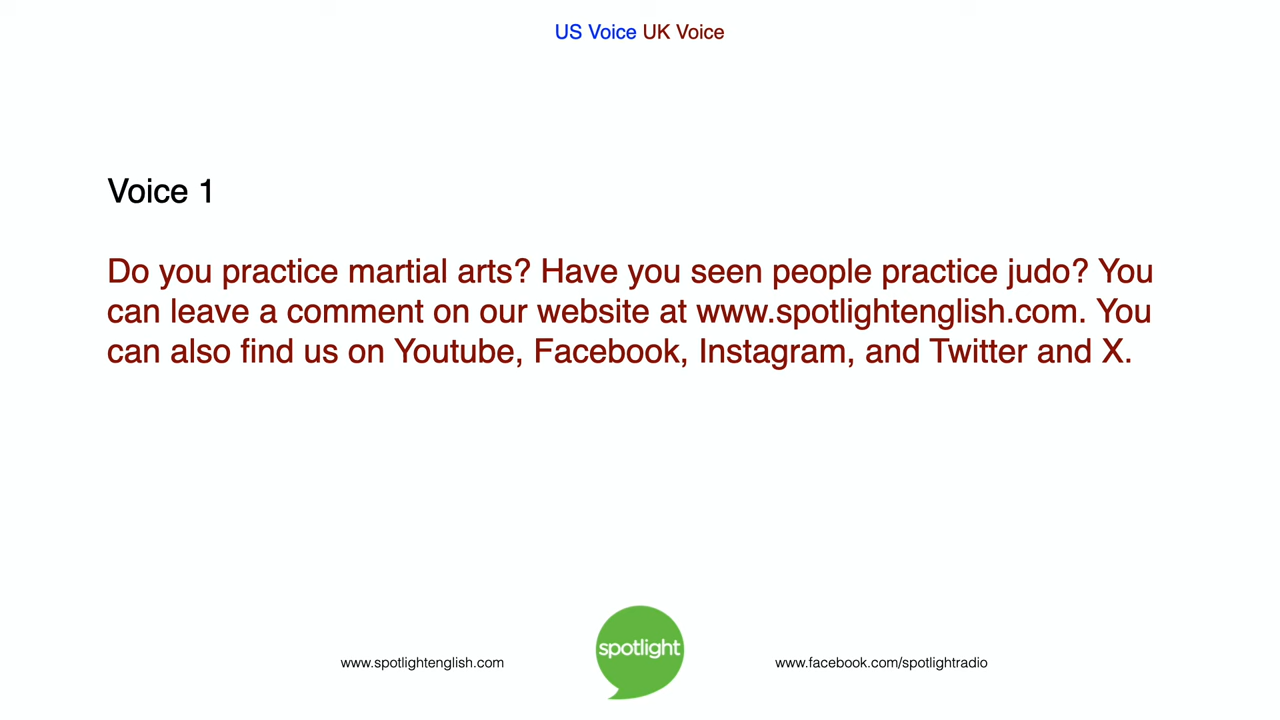 US Voice UK Voice
Voice 1
Do you practice martial arts? Have you seen people practice judo? You
can leave a comment on our website at www.spotlightenglish.com. You
can also find us on Youtube, Facebook, Instagram, and Twitter and X.
www.spotlightenglish.com
spotlight
www.facebook.com/spotlightradio